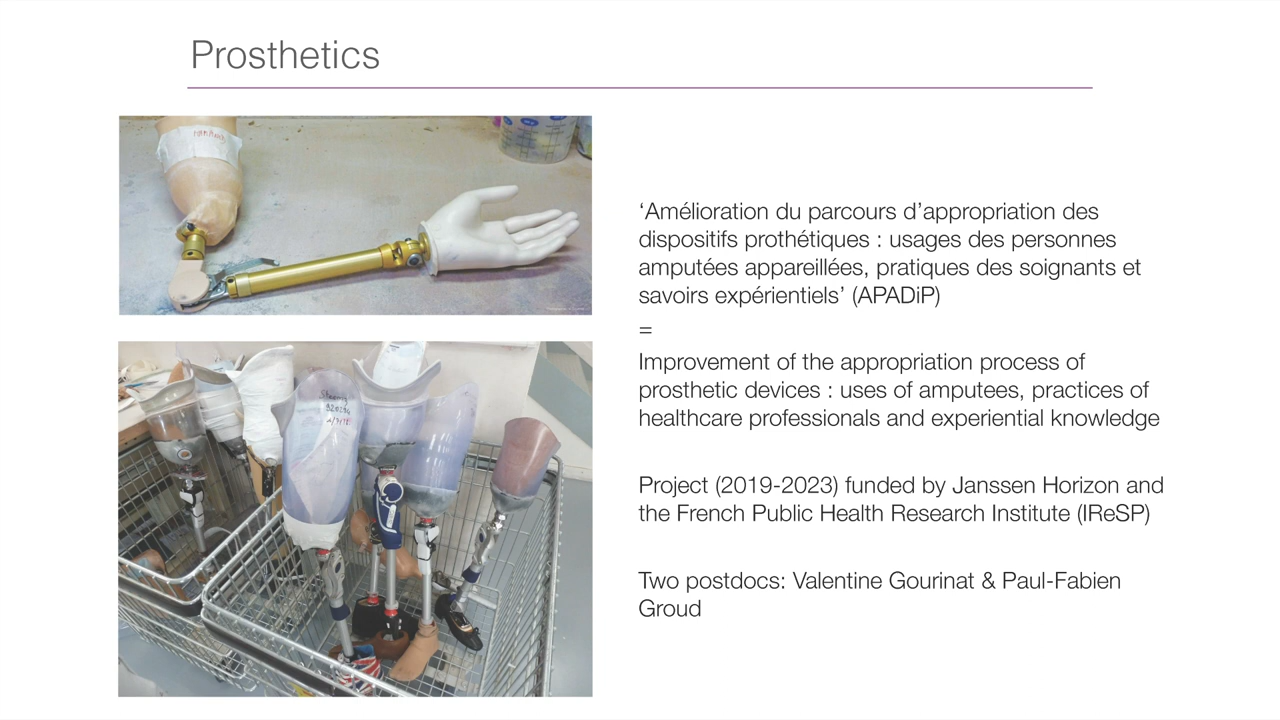 Prosthetics
‘Amélioration du parcours d’appropriation des
dispositifs prothétiques : usages des personnes
amputées appareillées, pratiques des soignants et
savoirs expérientiels’ (APADiP)
=
Improvement of the appropriation process of
prosthetic devices : uses of amputees, practices of
healthcare professionals and experiential knowledge
Project (2019-2023) funded by Janssen Horizon and
the French Public Health Research Institute (IReSP)
Two postdocs: Valentine Gourinat & Paul-Fabien
Groud